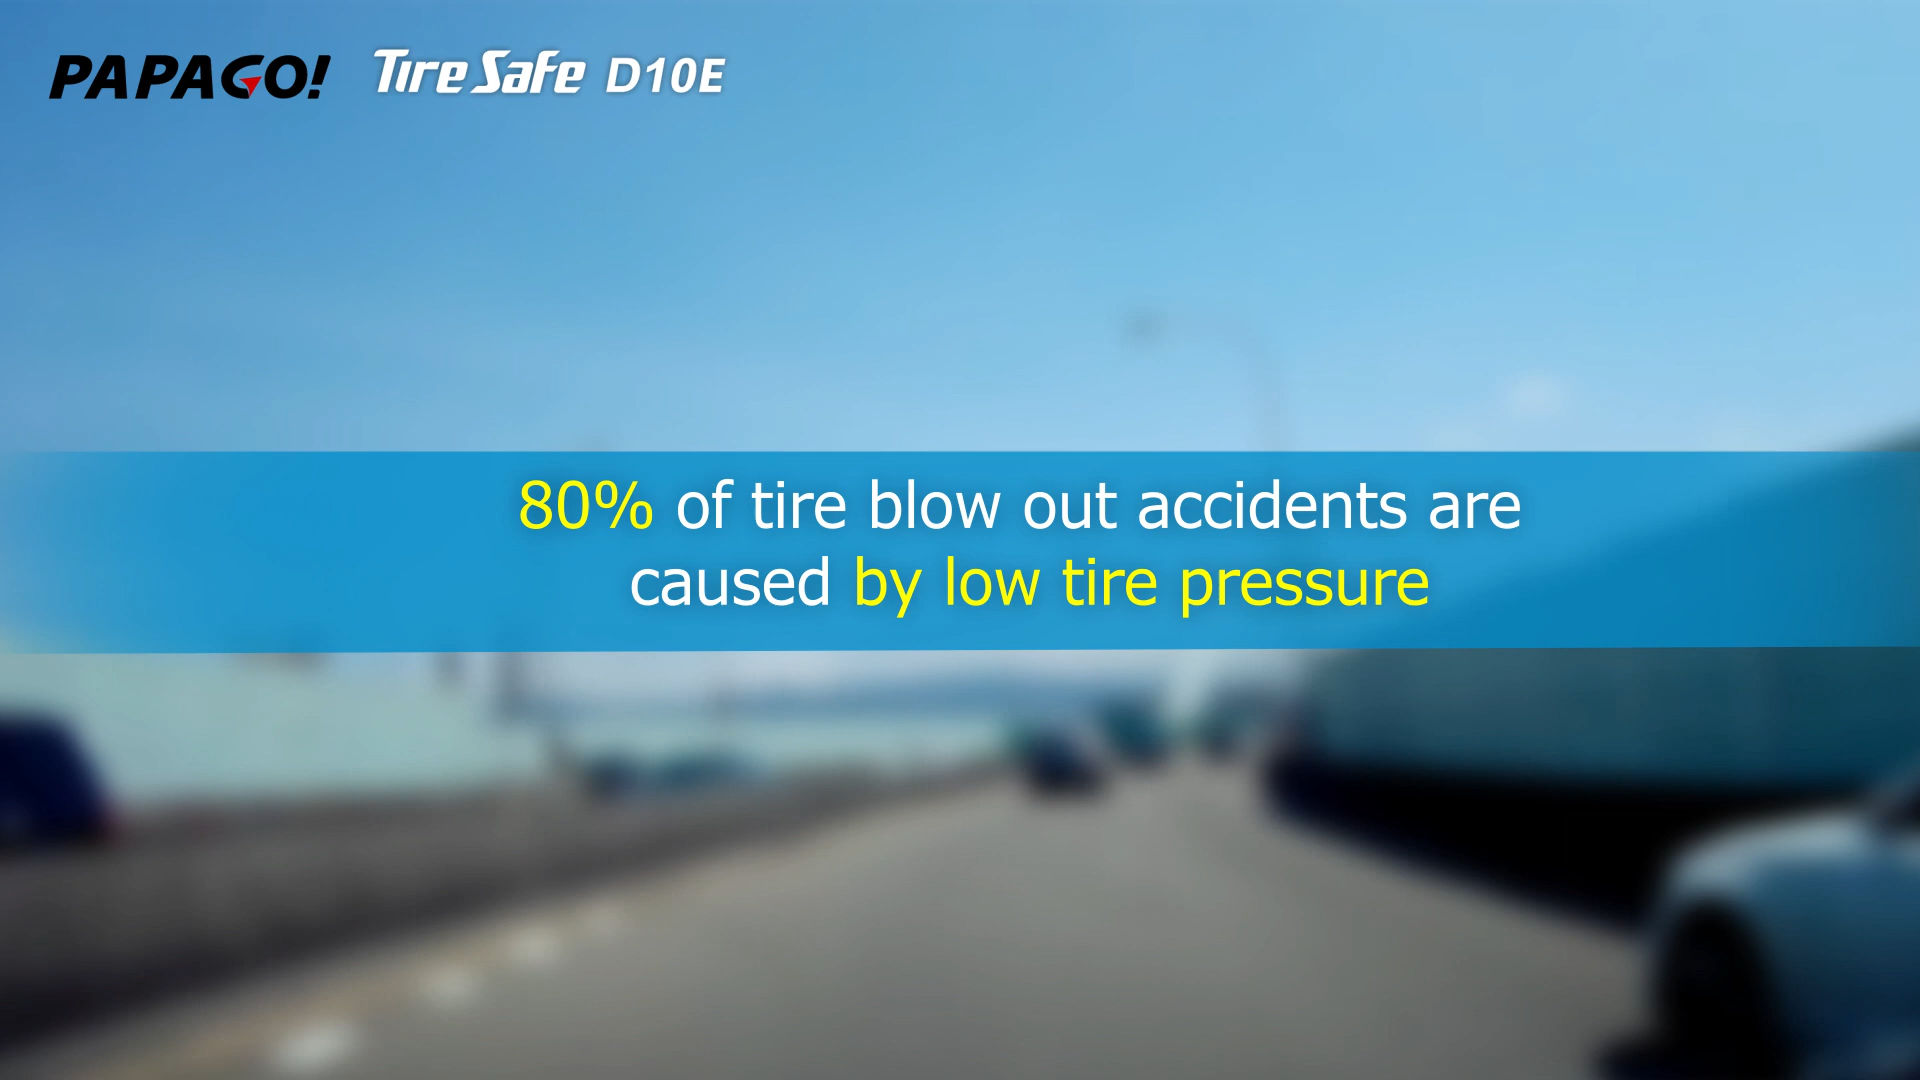 PAPAGO! TireSafe D10E
80% of tire blow out accidents are
caused by low tire pressure